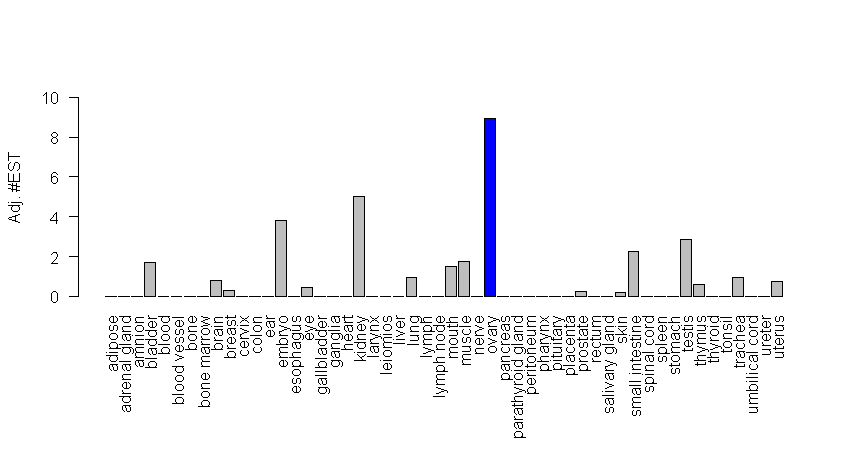 10
8
6
4
2
0
Adj. #EST
adipose
adrenal gland
amnion
bladder
blood
blood vessel
bone
bone marrow
brain
breast
cervix
colon
ear
embryo
esophagus
eye
gallbladder
ganglia
heart
kidney
larynx
leiomios
liver
lung
lymph
lymph node
mouth
muscle
nerve
ovary
pancreas
parathyroid gland
peritoneum
pharynx
pituitary
placenta
prostate
rectum
salivary gland
skin
small intestine
spinal cord
spleen
stomach
testis
thymus
thyroid
tonsil
trachea
umbilical cord
ureter
uterus